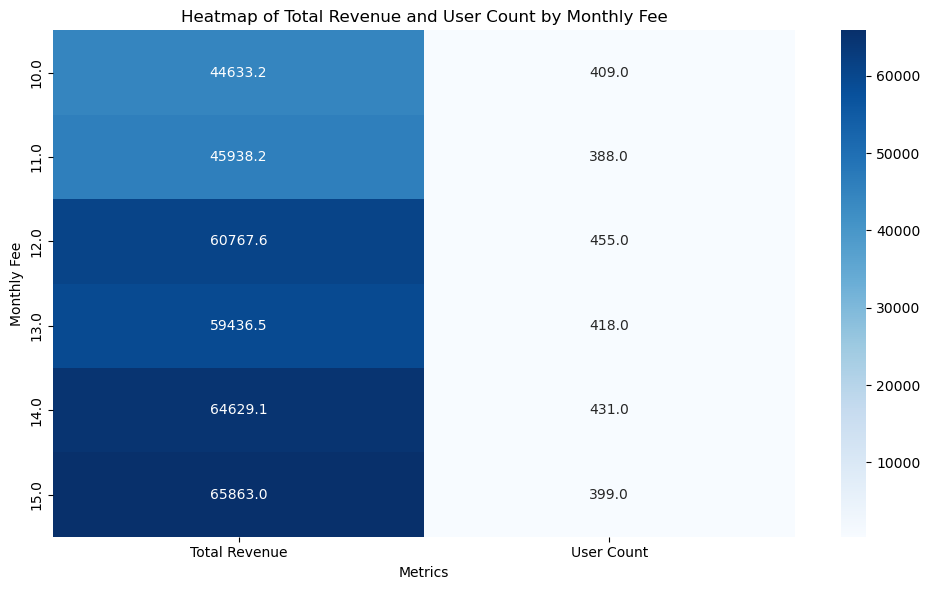 Heatmap of Total Revenue and User Count by Monthly Fee
10.0 44633.2 409.0
11.0 45938.2 388.0
12.0 60767.6 455.0
13.0 59436.5 418.0
14.0 64629.1 431.0
15.0 65863.0 399.0
Monthly Fee
Total Revenue User Count
Metrics
60000
50000
40000
30000
20000
10000